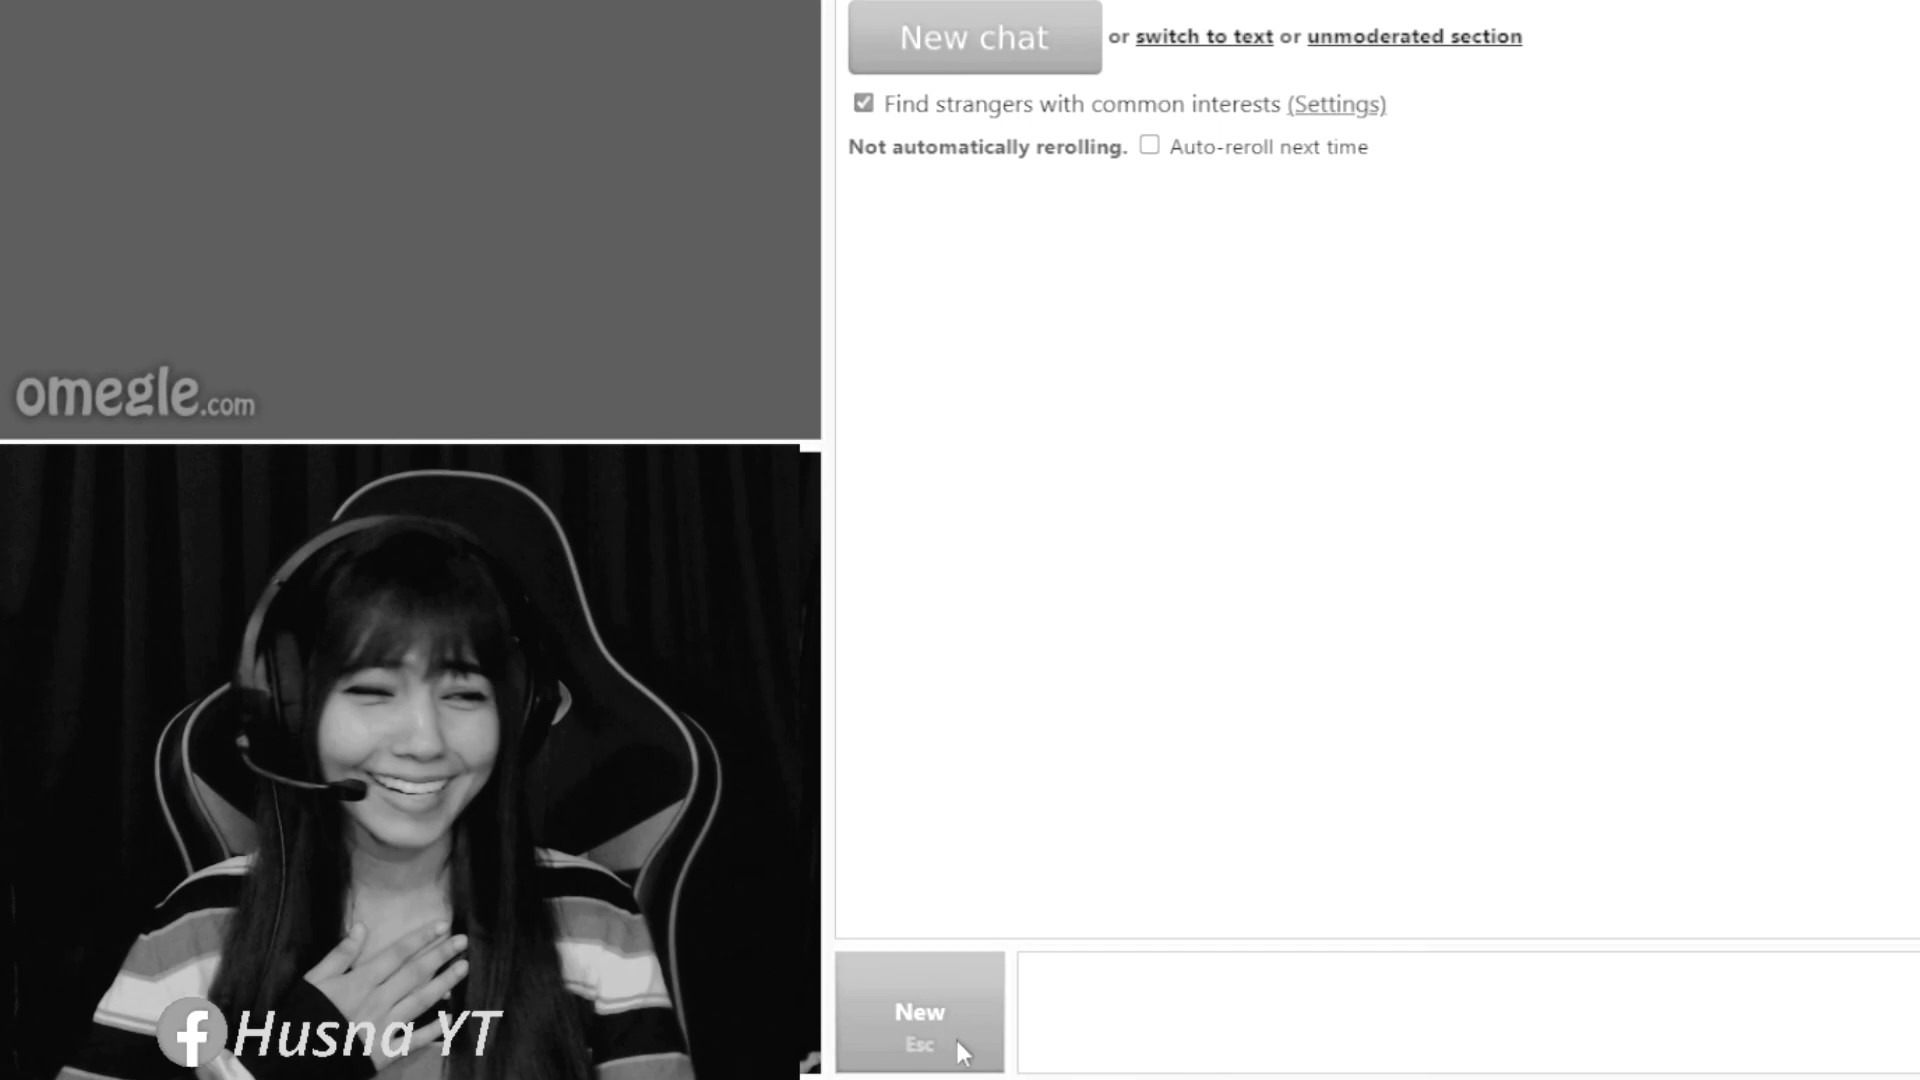 New chat or switch to text or unmoderated section
Find strangers with common interests (Settings)
Not automatically rerolling. Auto-reroll next time
omegle.com
f Husna YT
New
Esc